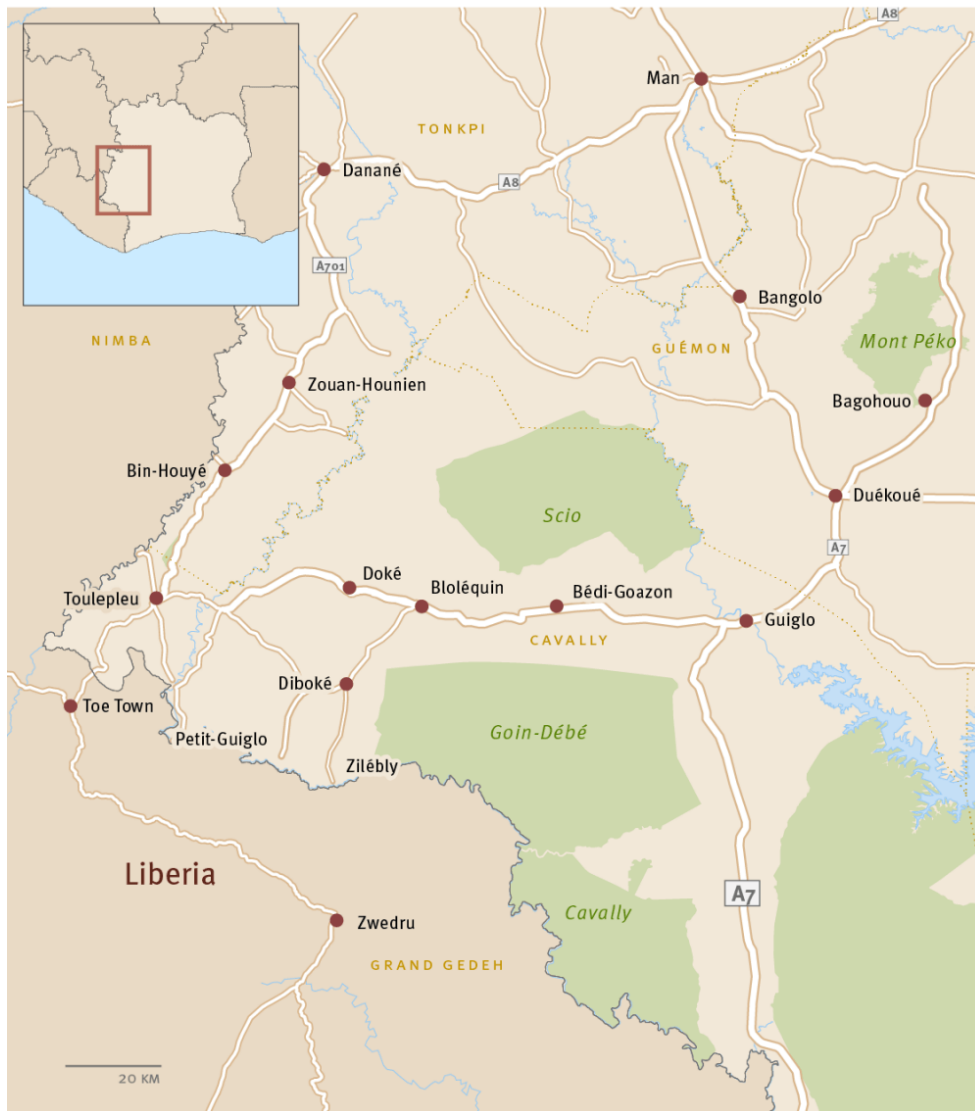 A8
Man
TONKPI
Danané
A8
A701
Bangolo
NIMBA
GUÉMON
Mont Péko
Zouan-Hounien
Bagohouo
Bin-Houyé
Duékoué
Scio
A7
Doké
Toulepleu
Bloléquin
Bédi-Goazon
Guiglo
CAVALLY
Diboké
Toe Town
Goin-Débé
Petit-Guiglo
Zilébly
Liberia
A7
Cavally
Zwedru
GRAND GEDEH
20 KM